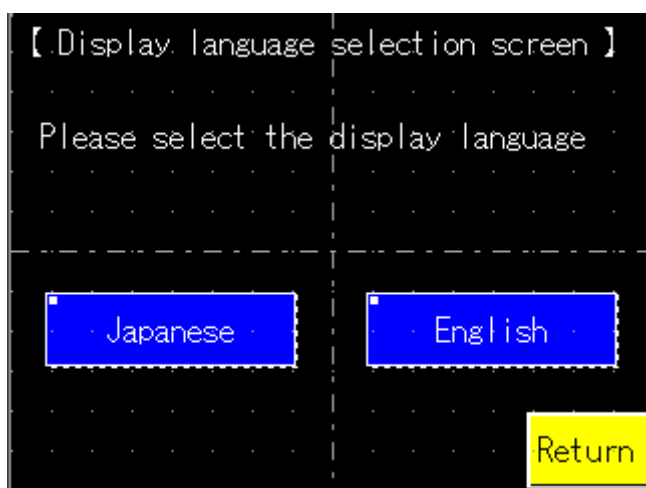 【 Display language selection screen 】
Please select the display language
Japanese
English
Return